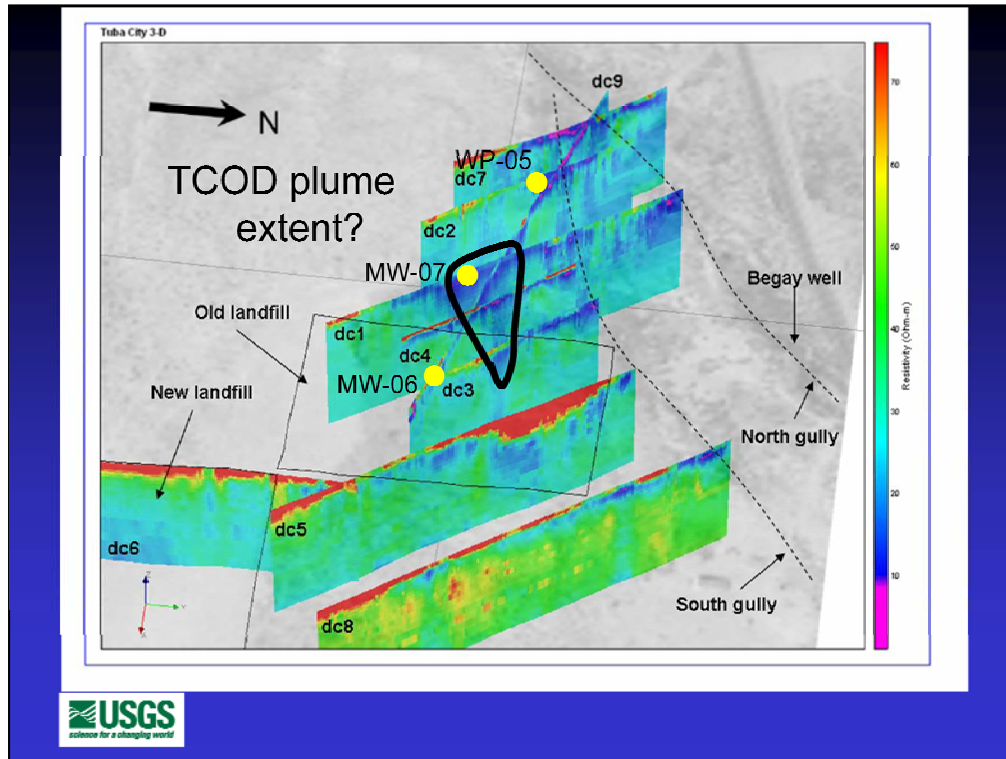 Tuba City 3-D
N
dc9
WP-05
dc7
TCOD plume
extent?
dc2
MW-07
Begay well
Old landfill
dc1
dc4
MW-06
dc3
New landfill
North gully
dc5
dc6
South gully
dc8
70
60
50
40
30
20
10
Resistivity (Ohm-m)
USGS
science for a changing world